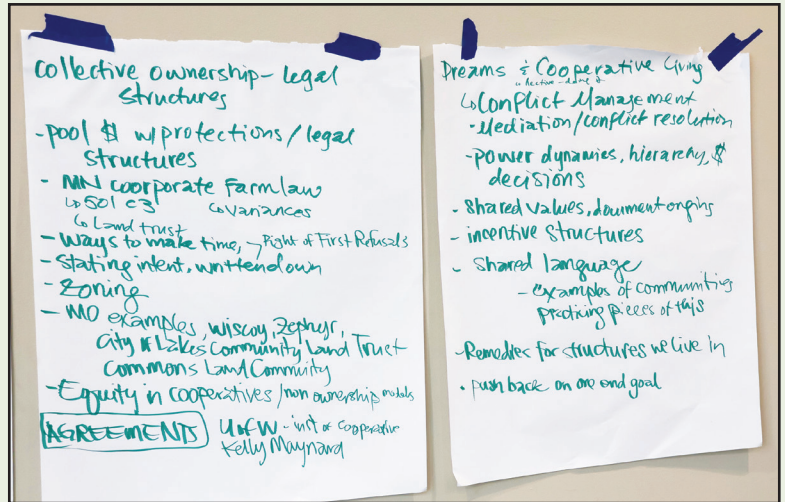 collective ownership - legal
structures
- pool $ w/protections/legal
structures
- MN coorporate Farm law
↳ 501 c3 ↳ variances
↳ Land trust
- Ways to make time, → Right of First Refusals
- Stating intent, written down
- Zoning
- MO examples, wiscoy, Zephyr,
City of Lakes Community Land Trust
Commons Land Community
- Equity in cooperatives/non ownership models
AGREEMENTS U of W - inst of cooperative
Kelly Maynard
Dreams & Cooperative Living
↳ Conflict Management
• Mediation/conflict resolution
- power dynamics, hierarchy, $
decisions
- Shared values, document ongoing
- incentive structures
- Shared language
- examples of communities
practicing pieces of this
- Remedies for structures we live in
• push back on one end goal